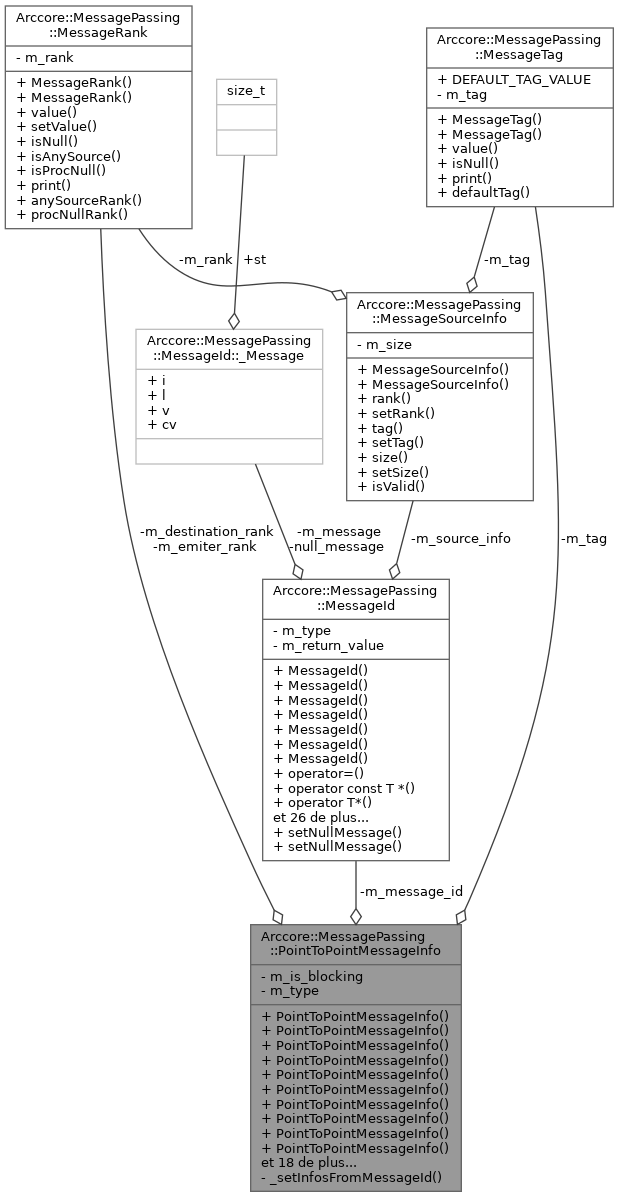 Arccore::MessagePassing
::MessageRank
- m_rank
+ MessageRank()
+ MessageRank()
+ value()
+ setValue()
+ isNull()
+ isAnySource()
+ isProcNull()
+ print()
+ anySourceRank()
+ procNullRank()
size_t
Arccore::MessagePassing
::MessageTag
+ DEFAULT_TAG_VALUE
- m_tag
+ MessageTag()
+ MessageTag()
+ value()
+ isNull()
+ print()
+ defaultTag()
-m_rank
+st
-m_tag
Arccore::MessagePassing
::MessageId::_Message
+ i
+ l
+ v
+ cv
Arccore::MessagePassing
::MessageSourceInfo
- m_size
+ MessageSourceInfo()
+ MessageSourceInfo()
+ rank()
+ setRank()
+ tag()
+ setTag()
+ size()
+ setSize()
+ isValid()
-m_destination_rank
-m_emiter_rank
-m_message
-null_message
-m_source_info
-m_tag
Arccore::MessagePassing
::MessageId
- m_type
- m_return_value
+ MessageId()
+ MessageId()
+ MessageId()
+ MessageId()
+ MessageId()
+ MessageId()
+ MessageId()
+ operator=()
+ operator const T *()
+ operator T*()
et 26 de plus...
+ setNullMessage()
+ setNullMessage()
-m_message_id
Arccore::MessagePassing
::PointToPointMessageInfo
- m_is_blocking
- m_type
+ PointToPointMessageInfo()
+ PointToPointMessageInfo()
+ PointToPointMessageInfo()
+ PointToPointMessageInfo()
+ PointToPointMessageInfo()
+ PointToPointMessageInfo()
+ PointToPointMessageInfo()
+ PointToPointMessageInfo()
+ PointToPointMessageInfo()
+ PointToPointMessageInfo()
et 18 de plus...
- _setInfosFromMessageId()